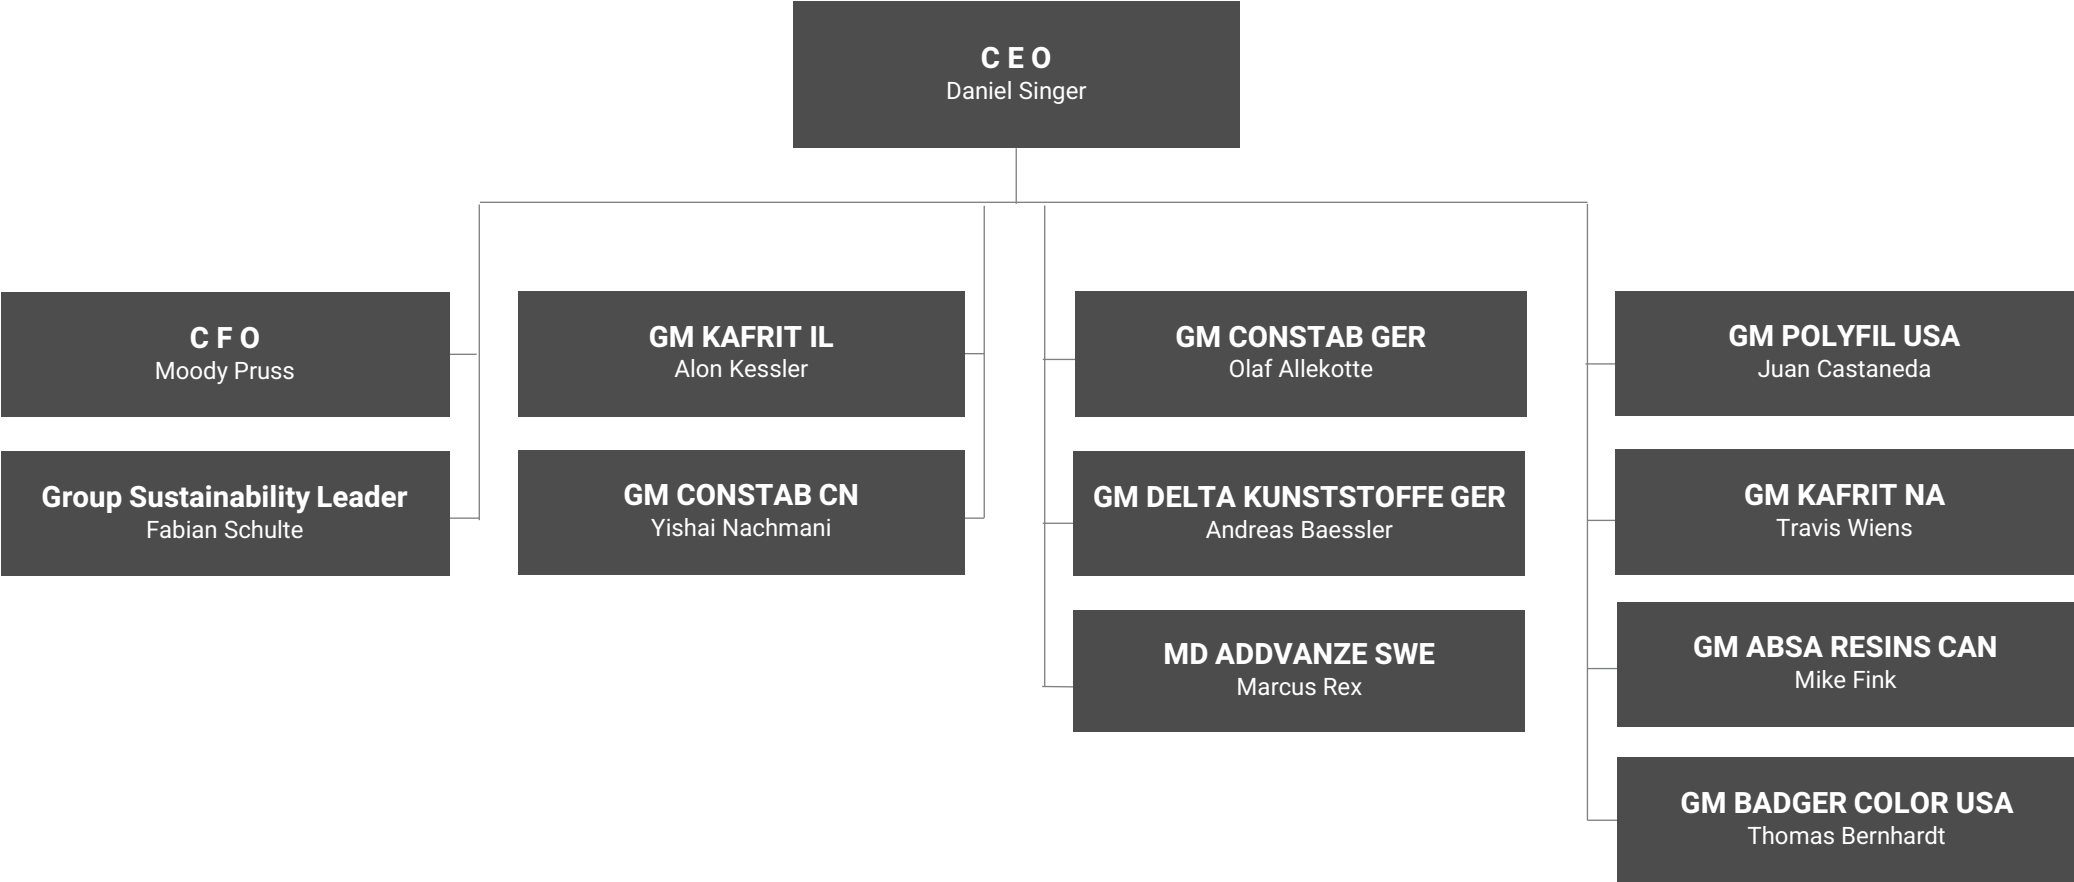 C E O
Daniel Singer
C F O
Moody Pruss
Group Sustainability Leader
Fabian Schulte
GM KAFRIT IL
Alon Kessler
GM CONSTAB CN
Yishai Nachmani
GM CONSTAB GER
Olaf Allekotte
GM DELTA KUNSTSTOFFE GER
Andreas Baessler
MD ADDVANZE SWE
Marcus Rex
GM POLYFIL USA
Juan Castaneda
GM KAFRIT NA
Travis Wiens
GM ABSA RESINS CAN
Mike Fink
GM BADGER COLOR USA
Thomas Bernhardt